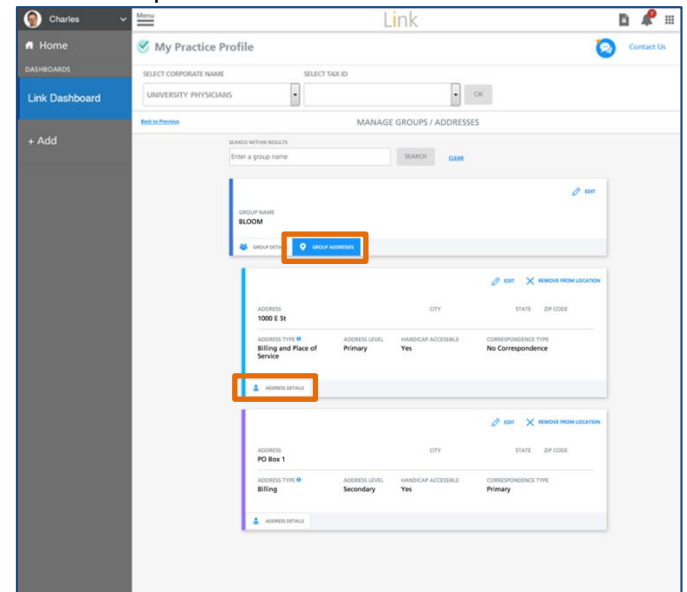 Charles
Menu
Link
Home
My Practice Profile
Contact Us
DASHBOARDS
SELECT CORPORATE NAME
SELECT TAX ID
Link Dashboard
UNIVERSITY PHYSICIANS
OK
Back to Previous
MANAGE GROUPS / ADDRESSES
+ Add
SEARCH WITHIN RESULTS
Enter a group name
SEARCH
CLEAR
EDIT
GROUP NAME
BLOOM
GROUP
GROUP ADDRESSES
EDIT
REMOVE FROM LOCATION
ADDRESS CITY STATE ZIP CODE
1000 E St
ADDRESS TYPE ADDRESS LEVEL HANDICAP ACCESSIBLE CORRESPONDENCE TYPE
Billing and Place of Primary Yes No Correspondence
Service
ADDRESS DETAILS
EDIT
REMOVE FROM LOCATION
ADDRESS CITY STATE ZIP CODE
PO Box 1
ADDRESS TYPE ADDRESS LEVEL HANDICAP ACCESSIBLE CORRESPONDENCE TYPE
Billing Secondary Yes Primary
ADDRESS DETAILS